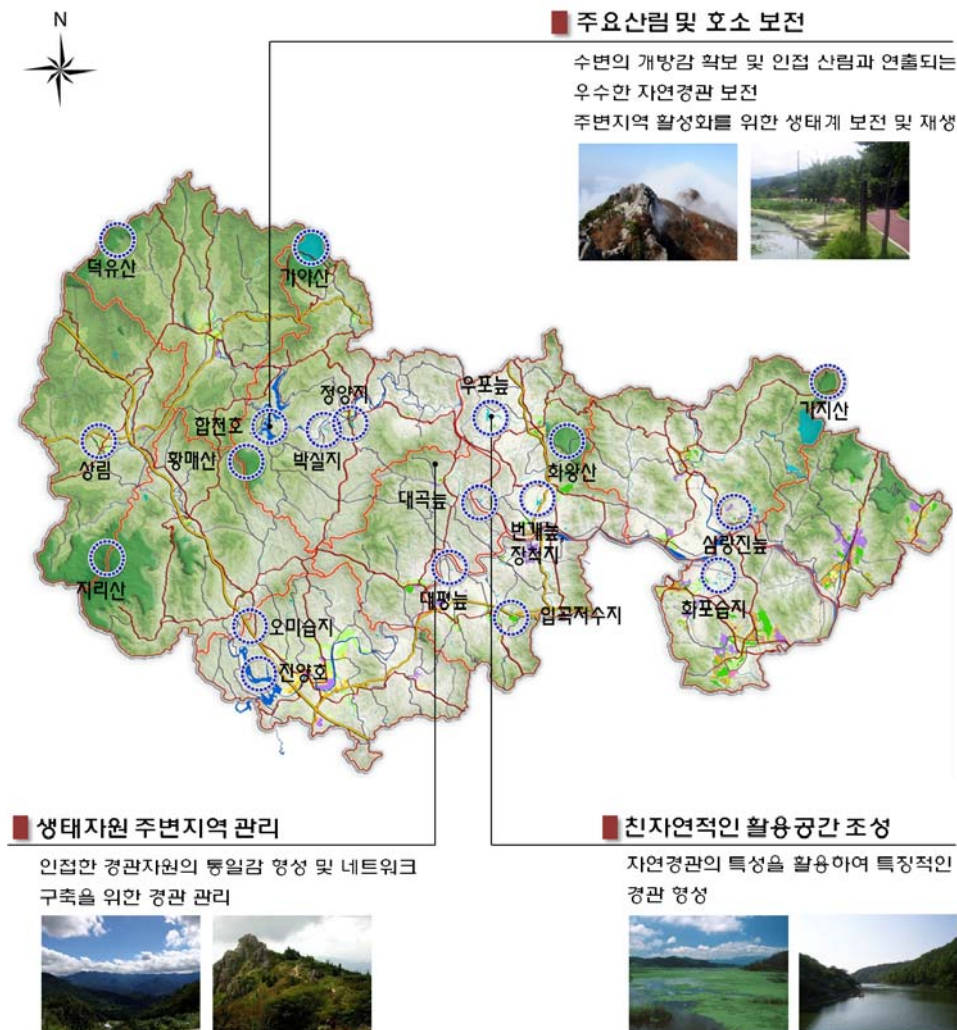 N
주요산림 및 호소 보전
수변의 개방감 확보 및 인접 산림과 연출되는
우수한 자연경관 보전
주변지역 활성화를 위한 생태계 보전 및 재생
덕유산
가야산
정양지
우포늪
가지산
합천호
황매산
박실지
상림
화왕산
대곡늪
번개늪
장척지
삼랑진늪
지리산
대평늪
화포습지
오미습지
입곡저수지
진양호
생태자원 주변지역 관리
인접한 경관자원의 통일감 형성 및 네트워크
구축을 위한 경관 관리
친자연적인 활용공간 조성
자연경관의 특성을 활용하여 특징적인
경관 형성